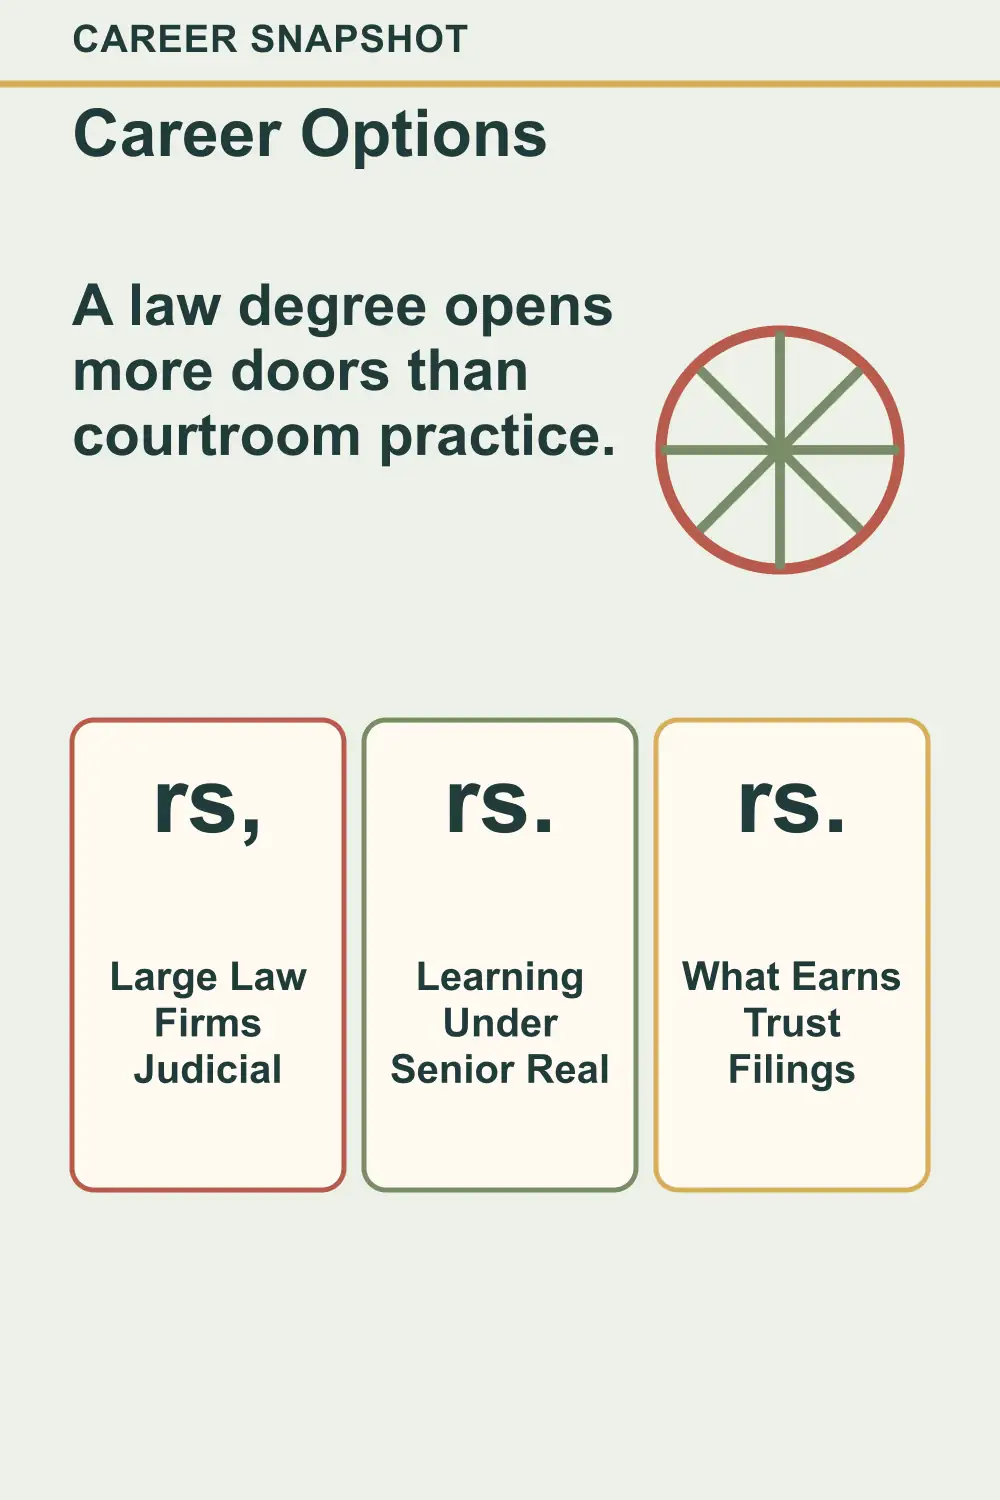 CAREER SNAPSHOT
Career Options
A law degree opens
more doors than
courtroom practice.
rs,
Large Law
Firms
Judicial
rs.
Learning
Under
Senior Real
rs.
What Earns
Trust
Filings